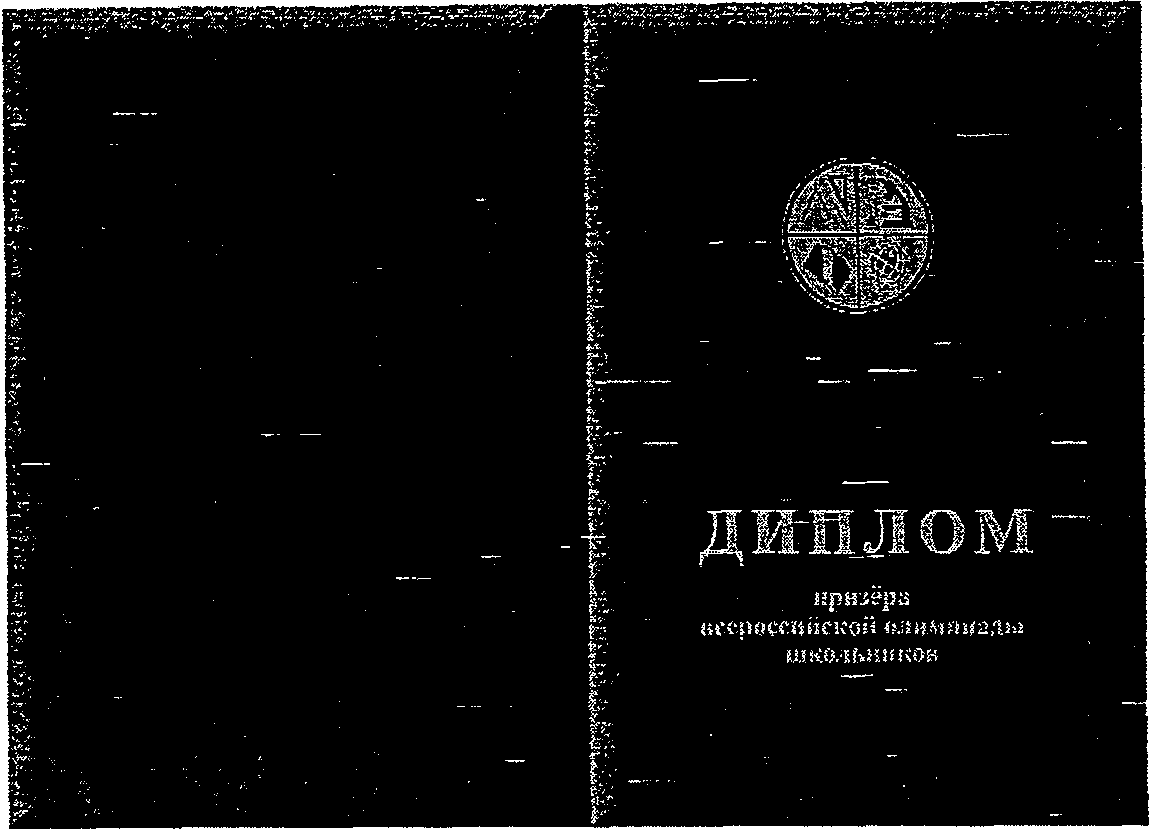 ДИПЛОМ
призёра
всероссийской олимпиады
школьников